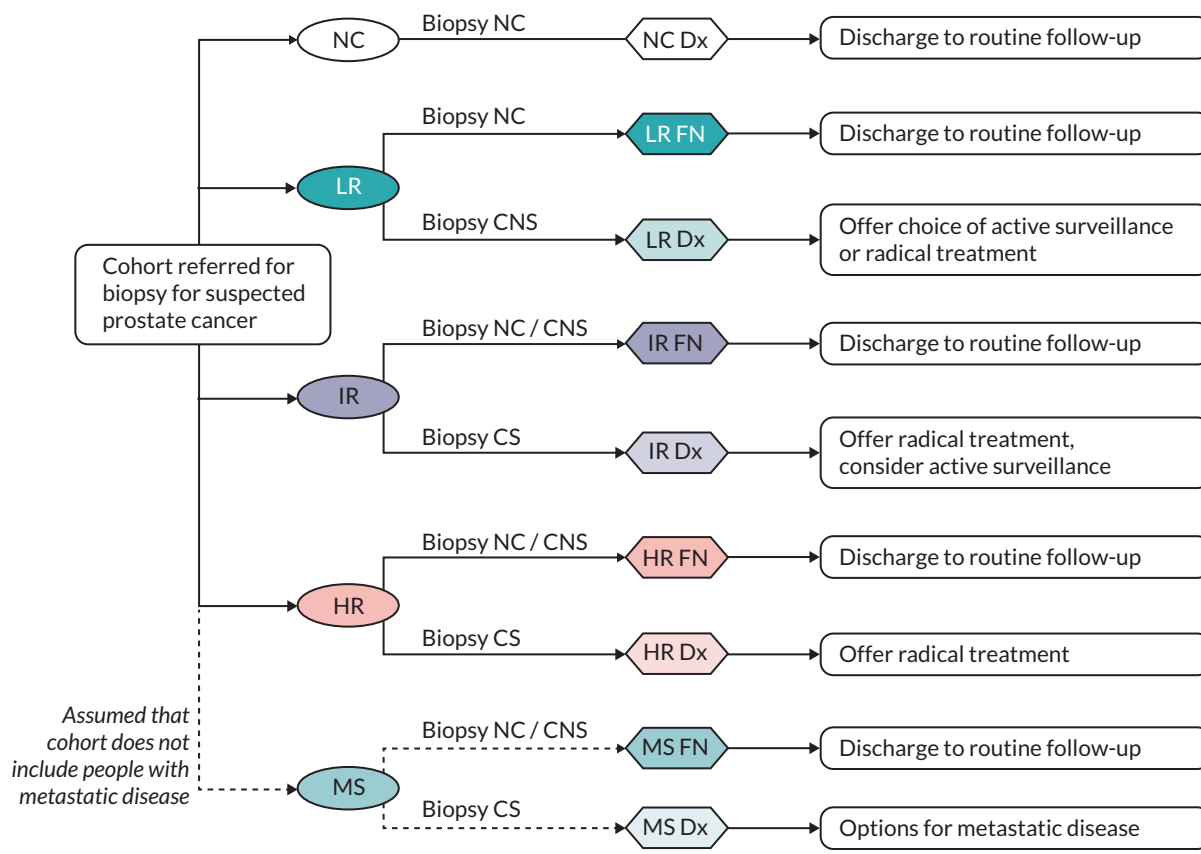 NC
Biopsy NC
NC Dx
Discharge to routine follow-up
Biopsy NC
LR FN
Discharge to routine follow-up
LR
Biopsy CNS
LR Dx
Offer choice of active surveillance
or radical treatment
Cohort referred for
biopsy for suspected
prostate cancer
Biopsy NC / CNS
IR FN
Discharge to routine follow-up
IR
Biopsy CS
IR Dx
Offer radical treatment,
consider active surveillance
Biopsy NC / CNS
HR FN
Discharge to routine follow-up
HR
Biopsy CS
HR Dx
Offer radical treatment
Assumed that
cohort does not
include people with
metastatic disease
Biopsy NC / CNS
MS FN
Discharge to routine follow-up
MS
Biopsy CS
MS Dx
Options for metastatic disease